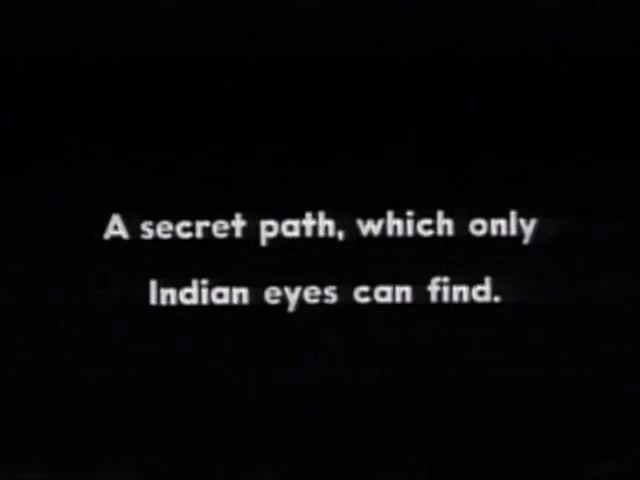 A secret path, which only
Indian eyes can find.